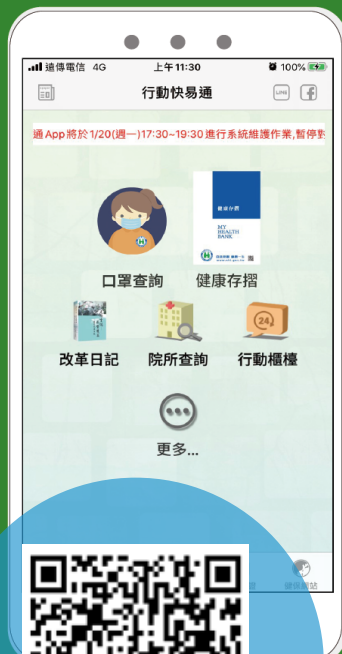 遠傳電信 4G 上午11:30 100%
行動快易通 LINE f
通App將於1/20(週一)17:30~19:30進行系統維護作業,暫停對
健康存摺
MY
HEALTH
BANK
口罩查詢 健康存摺
24
改革日記 院所查詢 行動櫃檯
更多...